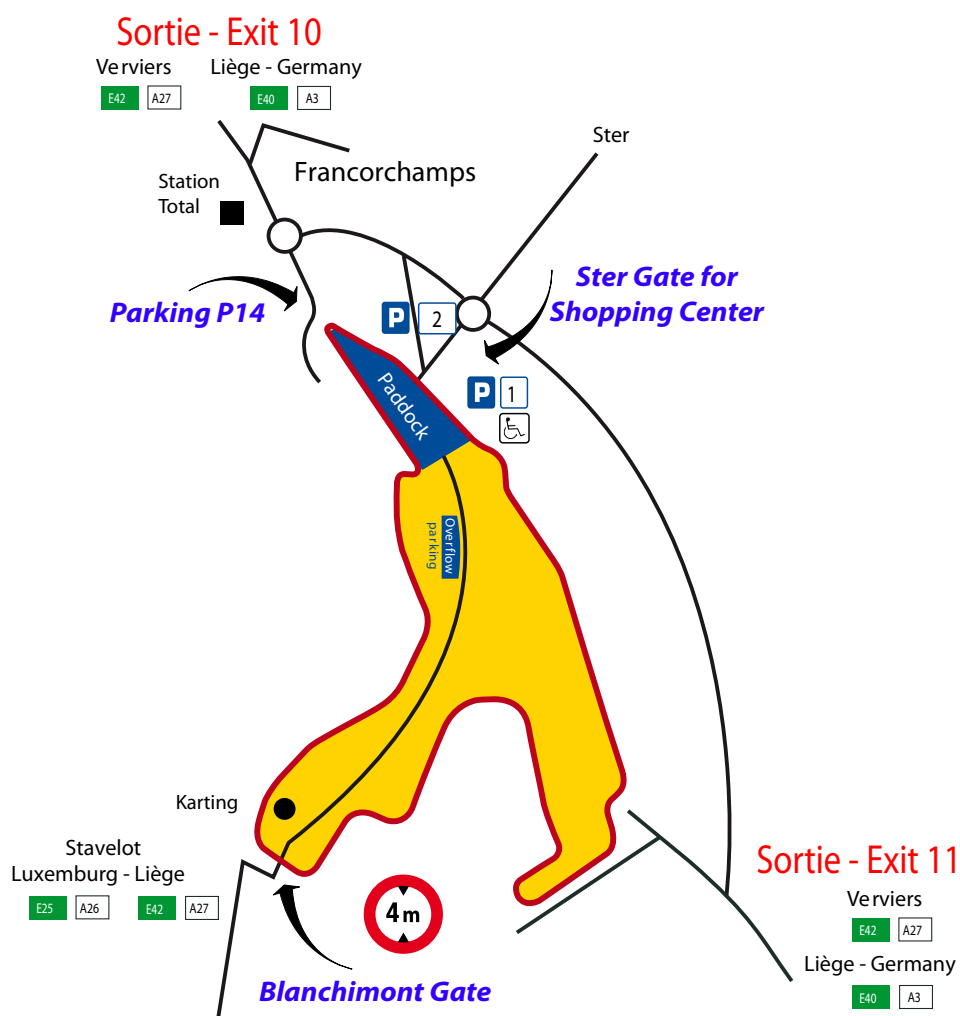 Sortie - Exit 10
Verviers
Liège - Germany
E42 A27
E40 A3
Ster
Francorchamps
Station
Total
Ster Gate for
Shopping Center
Parking P14
P 2
P 1
Paddock
Overflow
parking
Karting
Stavelot
Luxemburg - Liège
E25 A26 E42 A27
4m
Blanchimont Gate
Sortie - Exit 11
Verviers
E42 A27
Liège - Germany
E40 A3